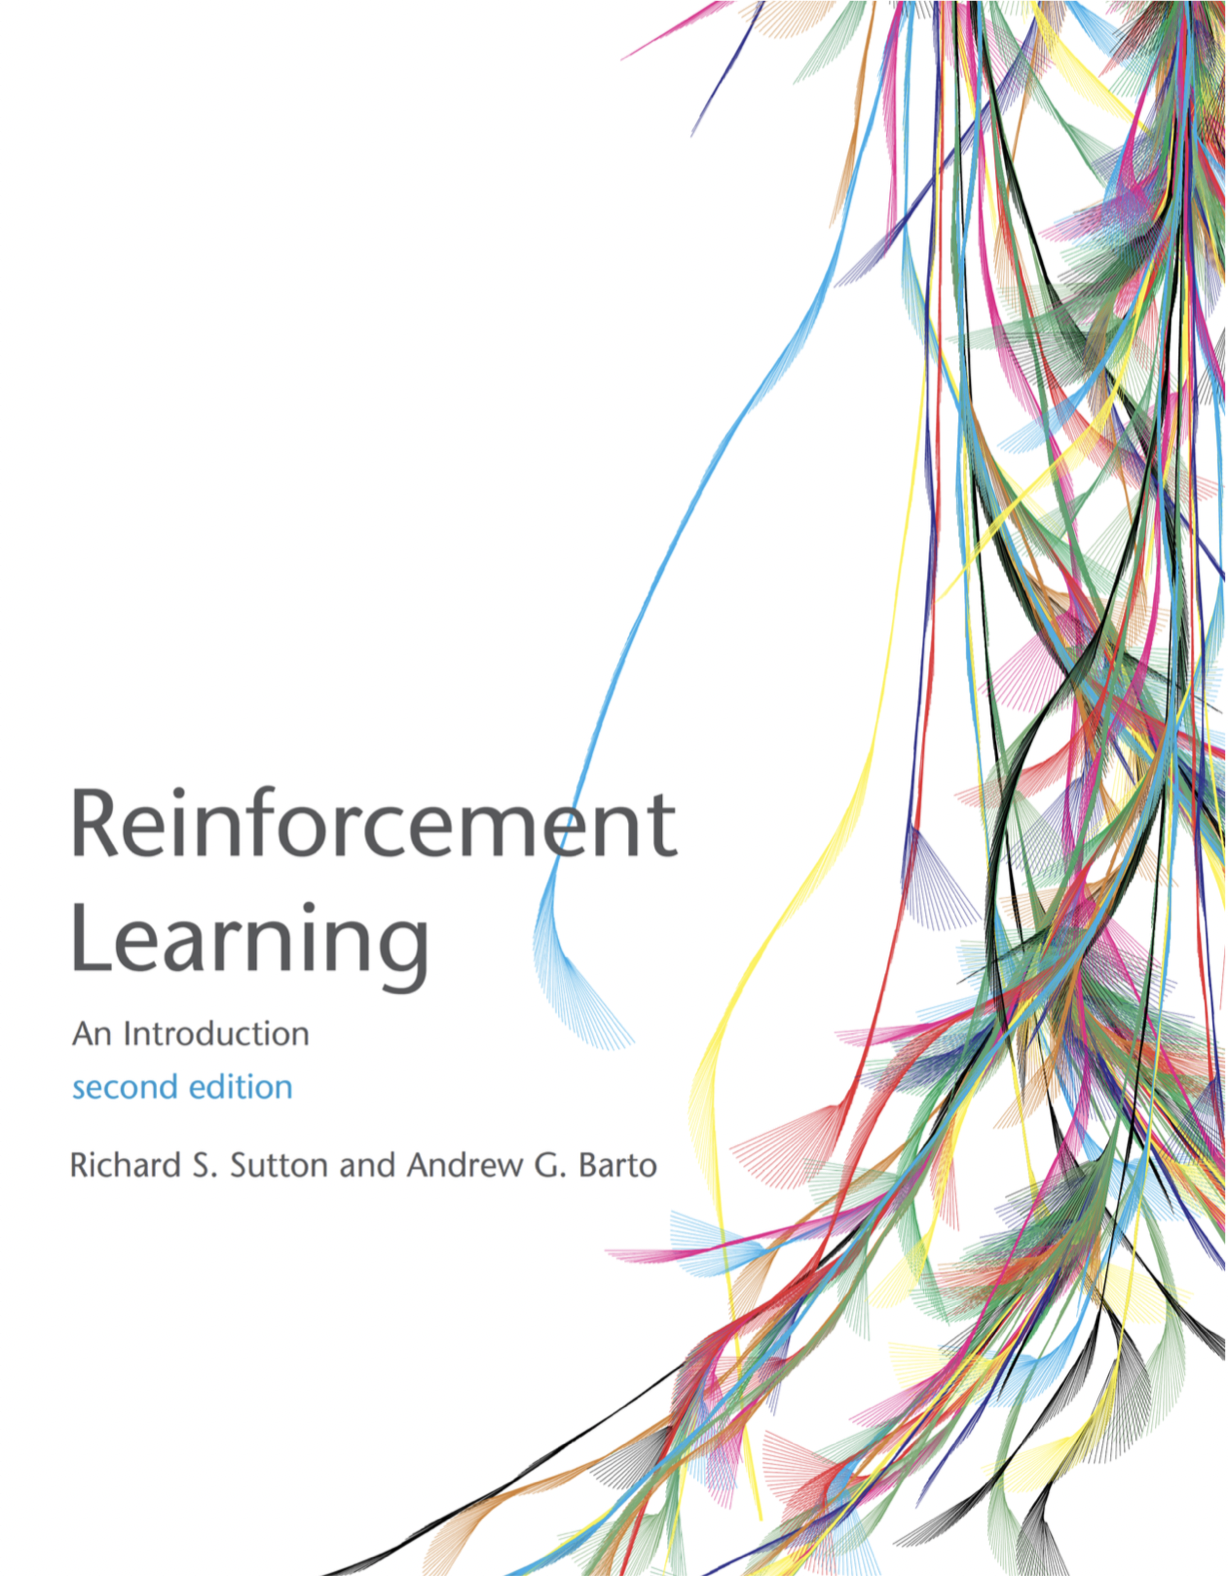 Reinforcement
Learning
An Introduction
second edition
Richard S. Sutton and Andrew G. Barto